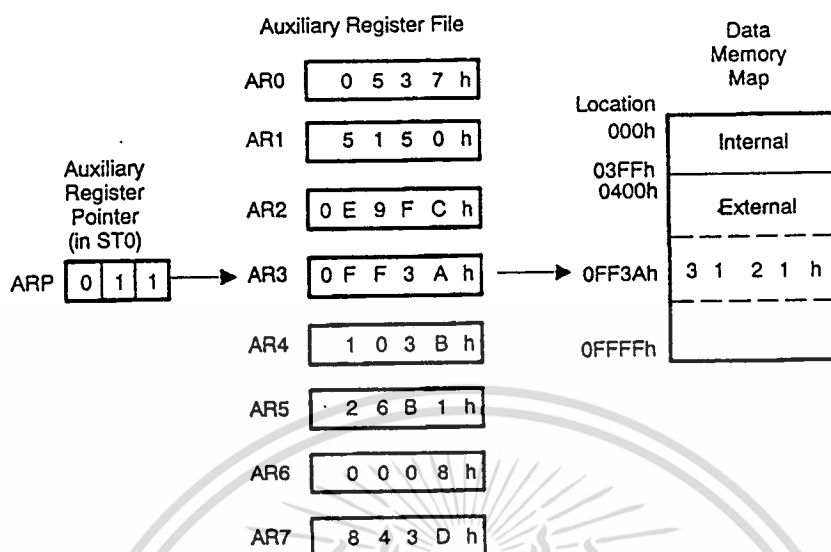 Auxiliary Register File
AR0 0 5 3 7 h
AR1 5 1 5 0 h
AR2 0 E 9 F C h
AR3 0 F F 3 A h
AR4 1 0 3 B h
AR5 2 6 B 1 h
AR6 0 0 0 8 h
AR7 8 4 3 D h
Auxiliary
Register
Pointer
(in ST0)
ARP 0 1 1
Data
Memory
Map
Location
000h
Internal
03FFh
0400h
External
0FF3Ah 3 1 2 1 h
0FFFFh